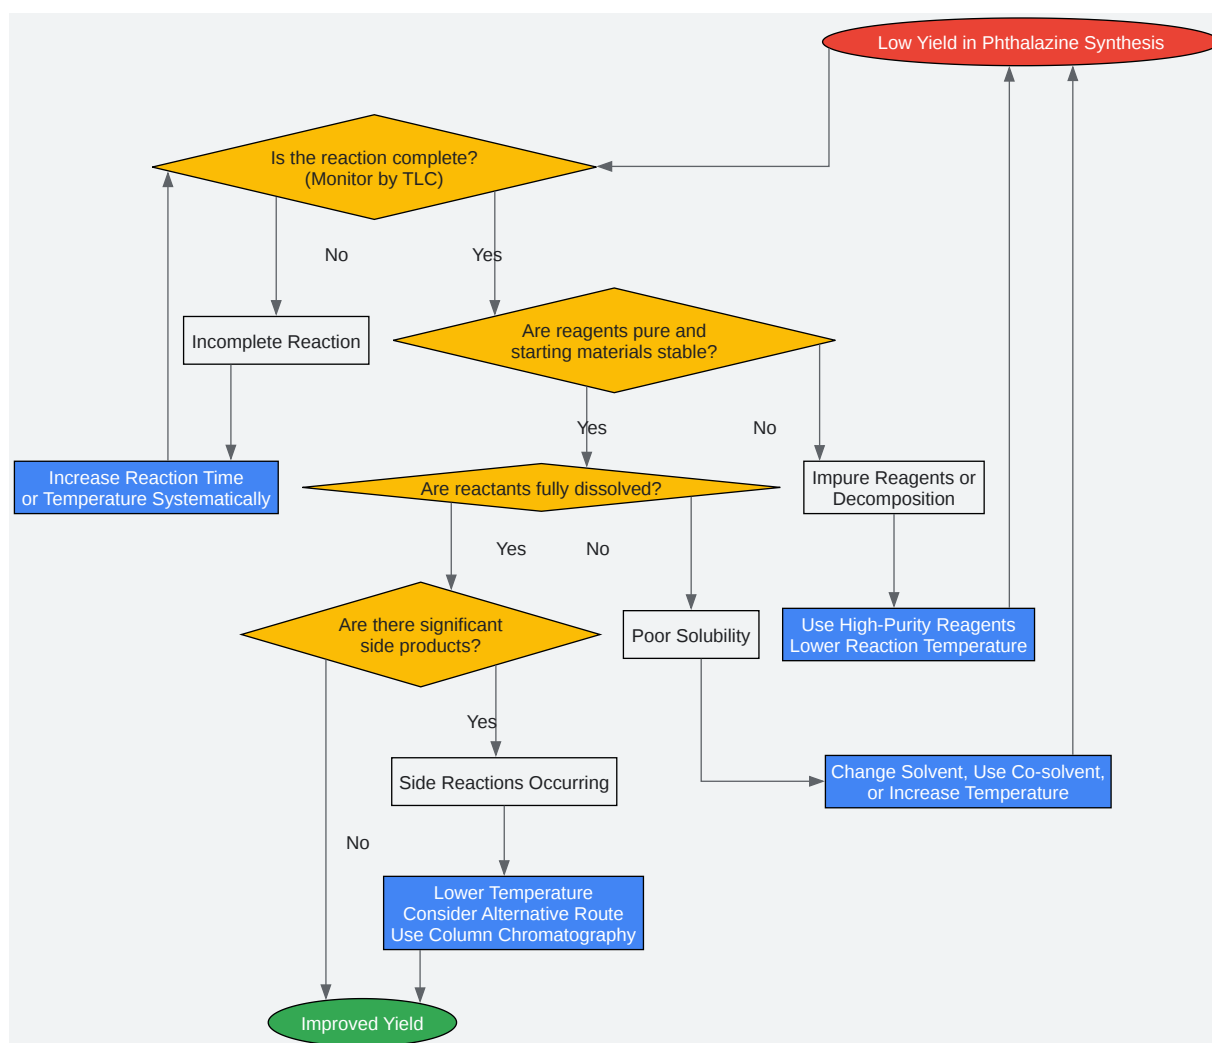 Low Yield in Phthalazine Synthesis
Is the reaction complete?
(Monitor by TLC)
No
Yes
Incomplete Reaction
Are reagents pure and
starting materials stable?
Yes
No
Increase Reaction Time
or Temperature Systematically
Are reactants fully dissolved?
Impure Reagents or
Decomposition
Yes
No
Are there significant
side products?
Poor Solubility
Use High-Purity Reagents
Lower Reaction Temperature
Yes
Side Reactions Occurring
Change Solvent, Use Co-solvent,
or Increase Temperature
No
Lower Temperature
Consider Alternative Route
Use Column Chromatography
Improved Yield